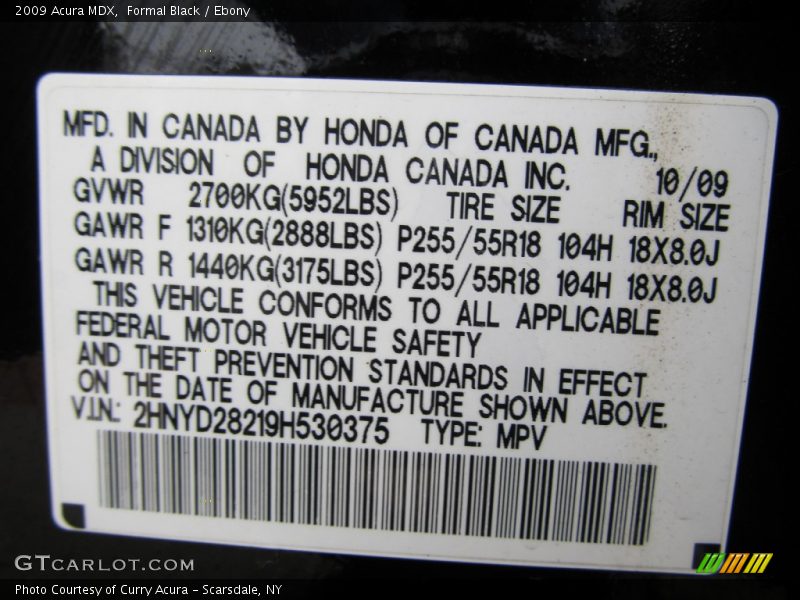 2009 Acura MDX,  Formal Black / Ebony
MFD. IN CANADA BY HONDA OF CANADA MFG.,
A DIVISION OF HONDA CANADA INC. 10/09
GVWR 2700KG(5952LBS) TIRE SIZE RIM SIZE
GAWR F 1310KG(2888LBS) P255/55R18 104H 18X8.0J
GAWR R 1440KG(3175LBS) P255/55R18 104H 18X8.0J
THIS VEHICLE CONFORMS TO ALL APPLICABLE
FEDERAL MOTOR VEHICLE SAFETY
AND THEFT PREVENTION STANDARDS IN EFFECT
ON THE DATE OF MANUFACTURE SHOWN ABOVE.
V.I.N.: 2HNYD28219H530375 TYPE: MPV
GTCARLOT.COM
Photo Courtesy of Curry Acura - Scarsdale, NY